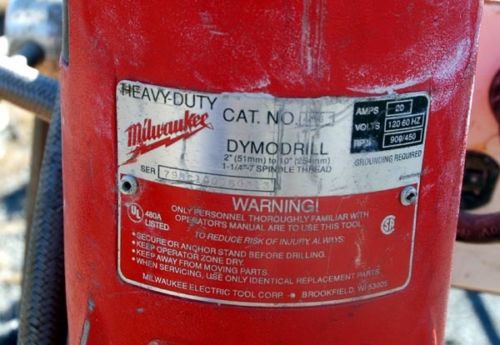 HEAVY-DUTY
Milwaukee
CAT. NO.
DYMODRILL
2" (51mm) to 10" (254mm)
1-1/4"-7 SPINDLE THREAD
SER
AMPS 20
VOLTS 120 60 HZ
RPM 900/450
GROUNDING REQUIRED
WARNING!
ONLY PERSONNEL THOROUGHLY FAMILIAR WITH
OPERATOR'S MANUAL ARE TO USE THIS TOOL
TO REDUCE RISK OF INJURY, ALWAYS:
•SECURE OR ANCHOR STAND BEFORE DRILLING.
•KEEP OPERATOR ZONE DRY.
•KEEP AWAY FROM MOVING PARTS.
•WHEN SERVICING, USE ONLY IDENTICAL REPLACEMENT PARTS.
MILWAUKEE ELECTRIC TOOL CORP BROOKFIELD, WI 53005
UL 480A
LISTED